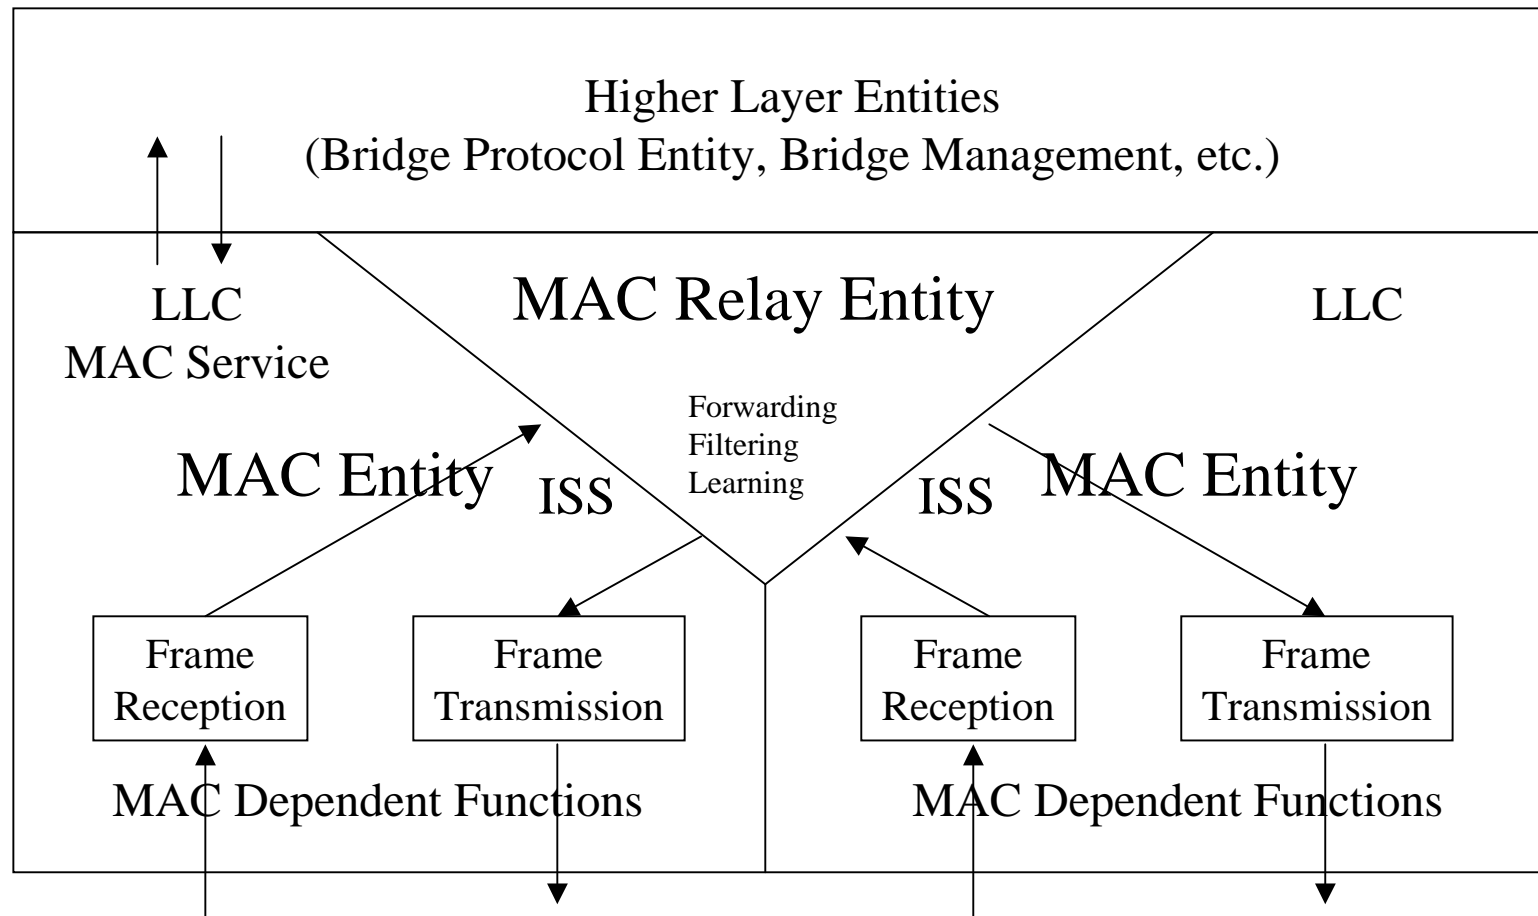 Higher Layer Entities
(Bridge Protocol Entity, Bridge Management, etc.)
MAC Relay Entity
LLC
MAC Service
LLC
Forwarding
Filtering
Learning
MAC Entity
ISS
ISS
MAC Entity
Frame
Reception
Frame
Transmission
Frame
Reception
Frame
Transmission
MAC Dependent Functions
MAC Dependent Functions